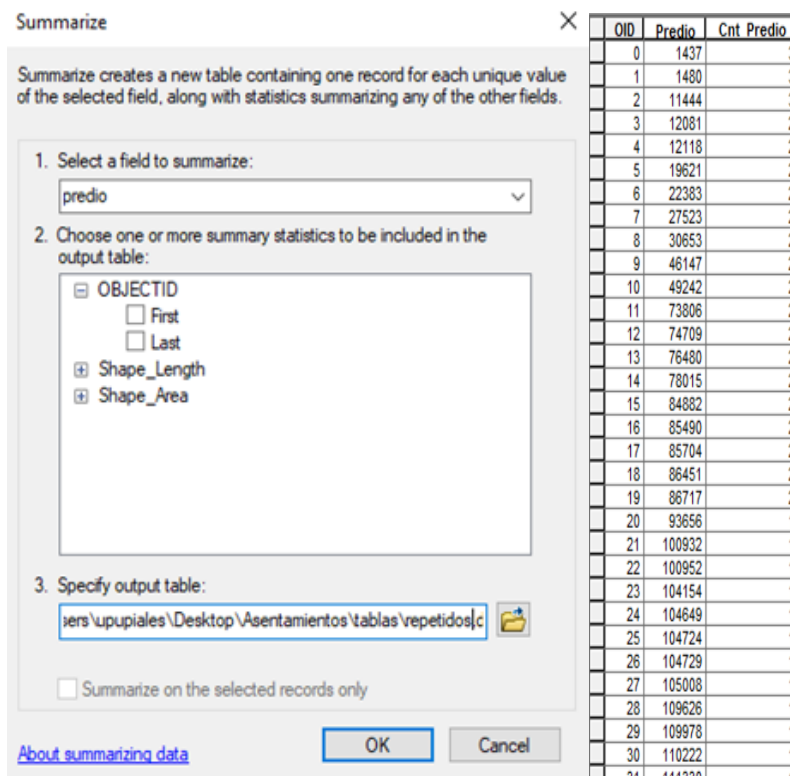 Summarize
Summarize creates a new table containing one record for each unique value
of the selected field, along with statistics summarizing any of the other fields.
1. Select a field to summarize:
predio
2. Choose one or more summary statistics to be included in the
output table:
OBJECTID
First
Last
Shape_Length
Shape_Area
3. Specify output table:
sers\upupiales\Desktop\Asentamientos\tablas\repetidos.c
Summarize on the selected records only
About summarizing data
OK
Cancel
OID Predio Cnt_Predio
0 1437
1 1480
2 11444
3 12081
4 12118
5 19621
6 22383
7 27523
8 30653
9 46147
10 49242
11 73806
12 74709
13 76480
14 78015
15 84882
16 85490
17 85704
18 86451
19 86717
20 93656
21 100932
22 100952
23 104154
24 104649
25 104724
26 104729
27 105008
28 109626
29 109978
30 110222